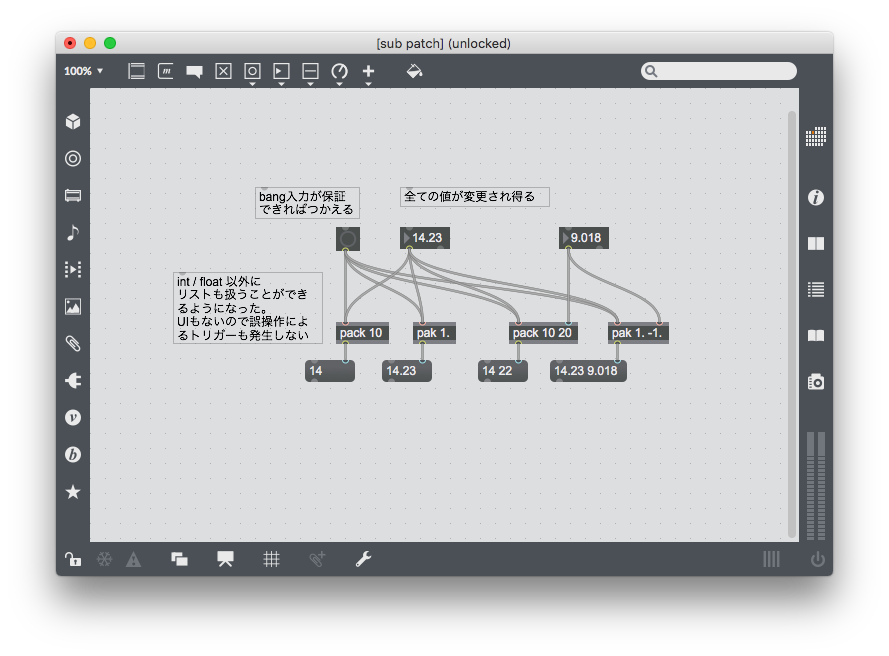 [sub patch] (unlocked)
100%
m
bang入力が保証
できればつかえる
全ての値が変更され得る
14.23
9.018
int / float 以外に
リストも扱うことができ
るようになった。
UIもないので誤操作によ
るトリガーも発生しない
pack 10
pak 1.
pack 10 20
pak 1. -1.
14
14.23
14 22
14.23 9.018
i
v
b